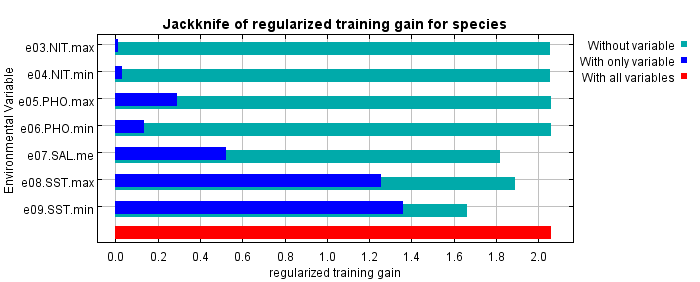 Jackknife of regularized training gain for species
Environmental Variable
e03.NIT.max
e04.NIT.min
e05.PHO.max
e06.PHO.min
e07.SAL.me
e08.SST.max
e09.SST.min
Without variable
With only variable
With all variables
0.0 0.2 0.4 0.6 0.8 1.0 1.2 1.4 1.6 1.8 2.0
regularized training gain